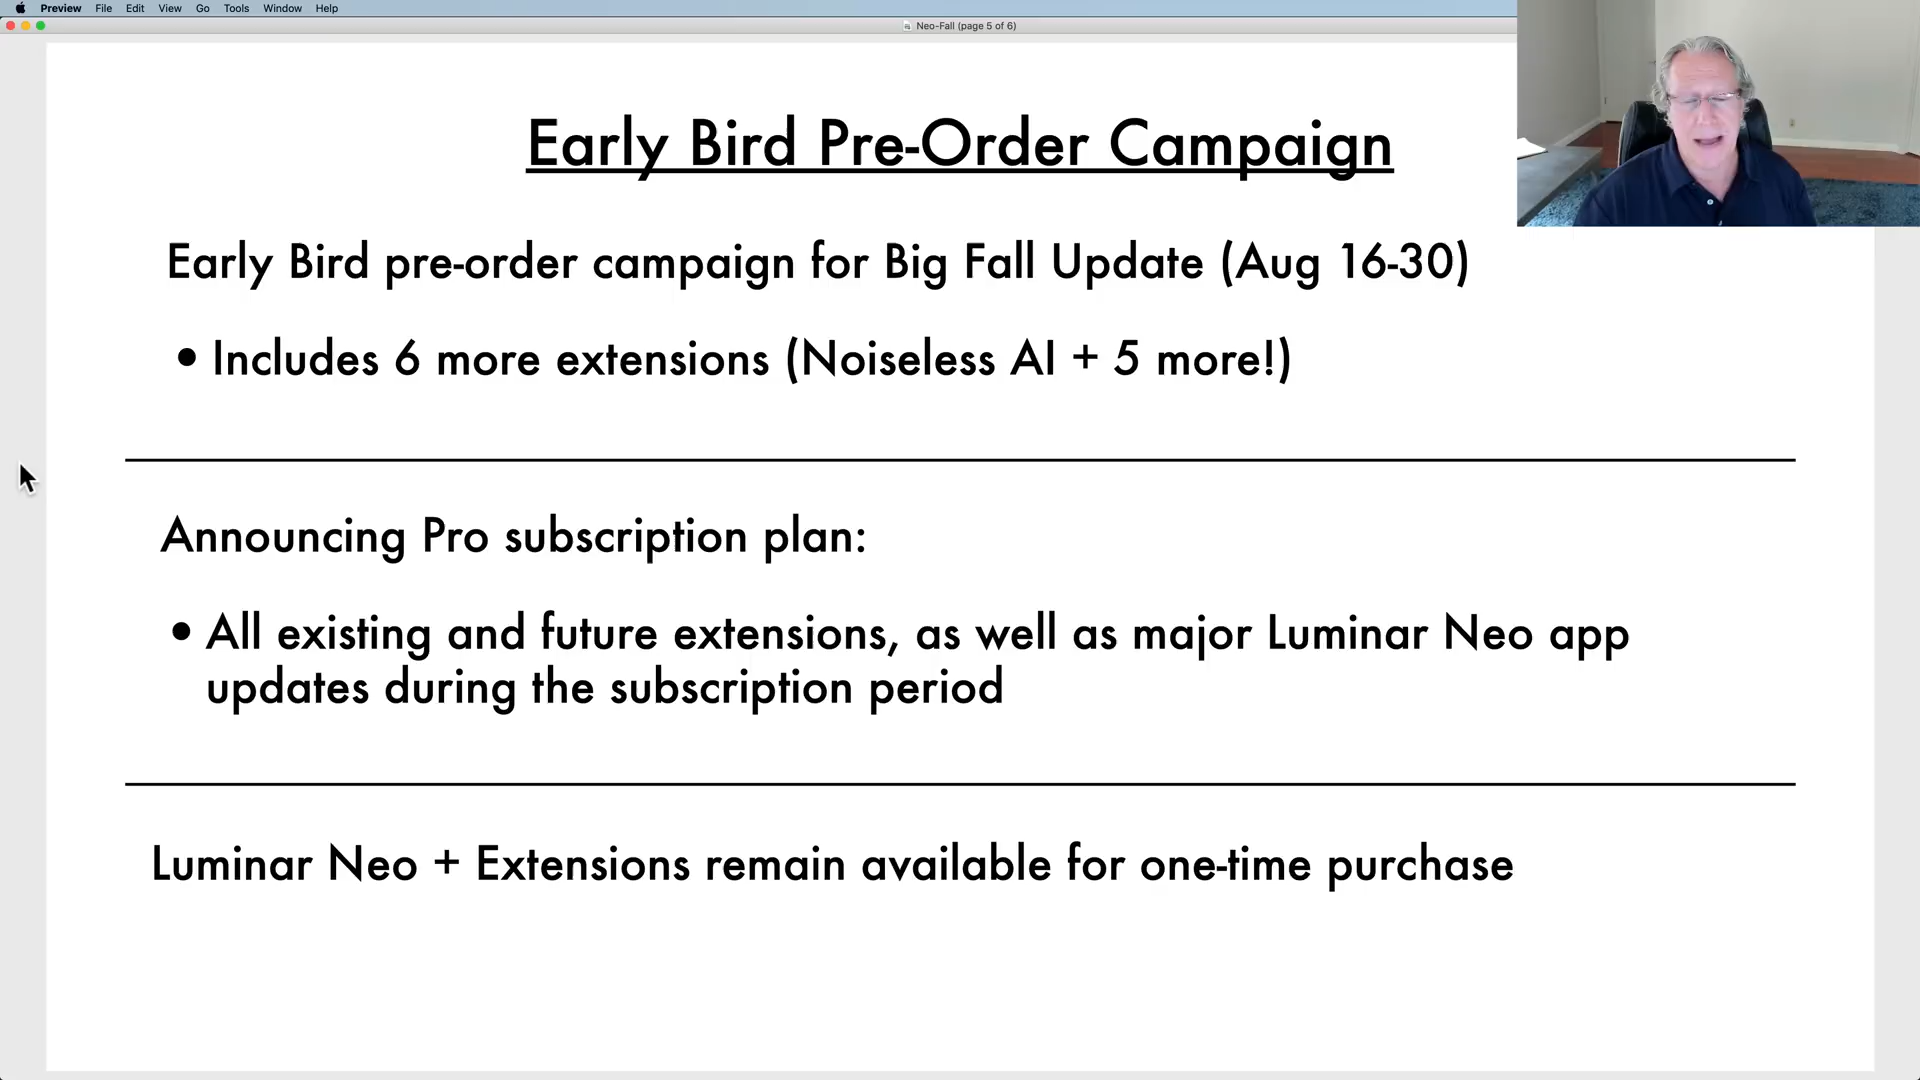 Preview File Edit View Go Tools Window Help
Neo-Fall (page 5 of 6)
Early Bird Pre-Order Campaign
Early Bird pre-order campaign for Big Fall Update (Aug 16-30)
• Includes 6 more extensions (Noiseless AI + 5 more!)
Announcing Pro subscription plan:
• All existing and future extensions, as well as major Luminar Neo app
updates during the subscription period
Luminar Neo + Extensions remain available for one-time purchase